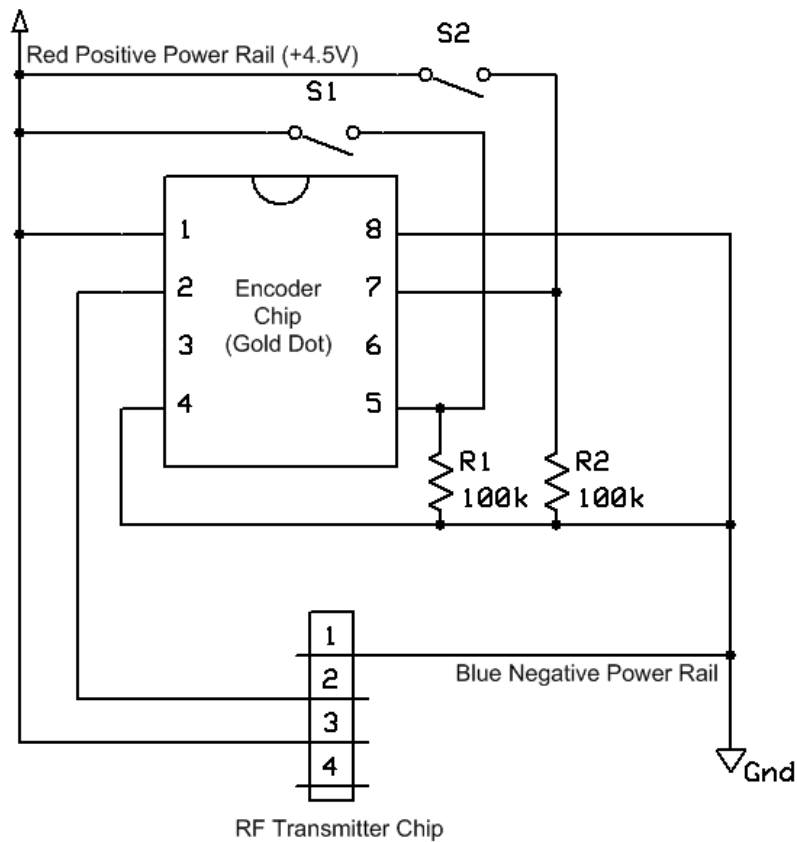 S2
Red Positive Power Rail (+4.5V)
S1
1
8
2
Encoder
7
Chip
3
(Gold Dot)
6
4
5
R1
R2
100k
100k
1
2
Blue Negative Power Rail
3
4
Gnd
RF Transmitter Chip